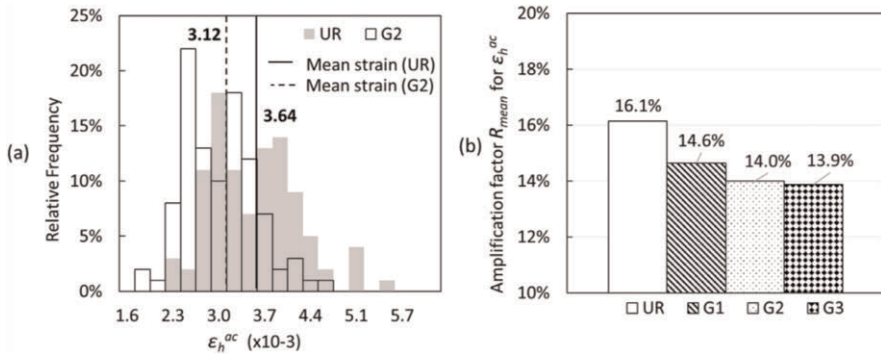 (a)
Relative Frequency
25%
20%
15%
10%
5%
0%
3.12
3.64
UR G2
Mean strain (UR)
Mean strain (G2)
1.6 2.3 3.0 3.7 4.4 5.1 5.7
εₕᵃᶜ (x10-3)
(b)
Amplification factor Rmean for εₕᵃᶜ
20%
18%
16%
14%
12%
10%
16.1%
14.6%
14.0%
13.9%
UR G1 G2 G3